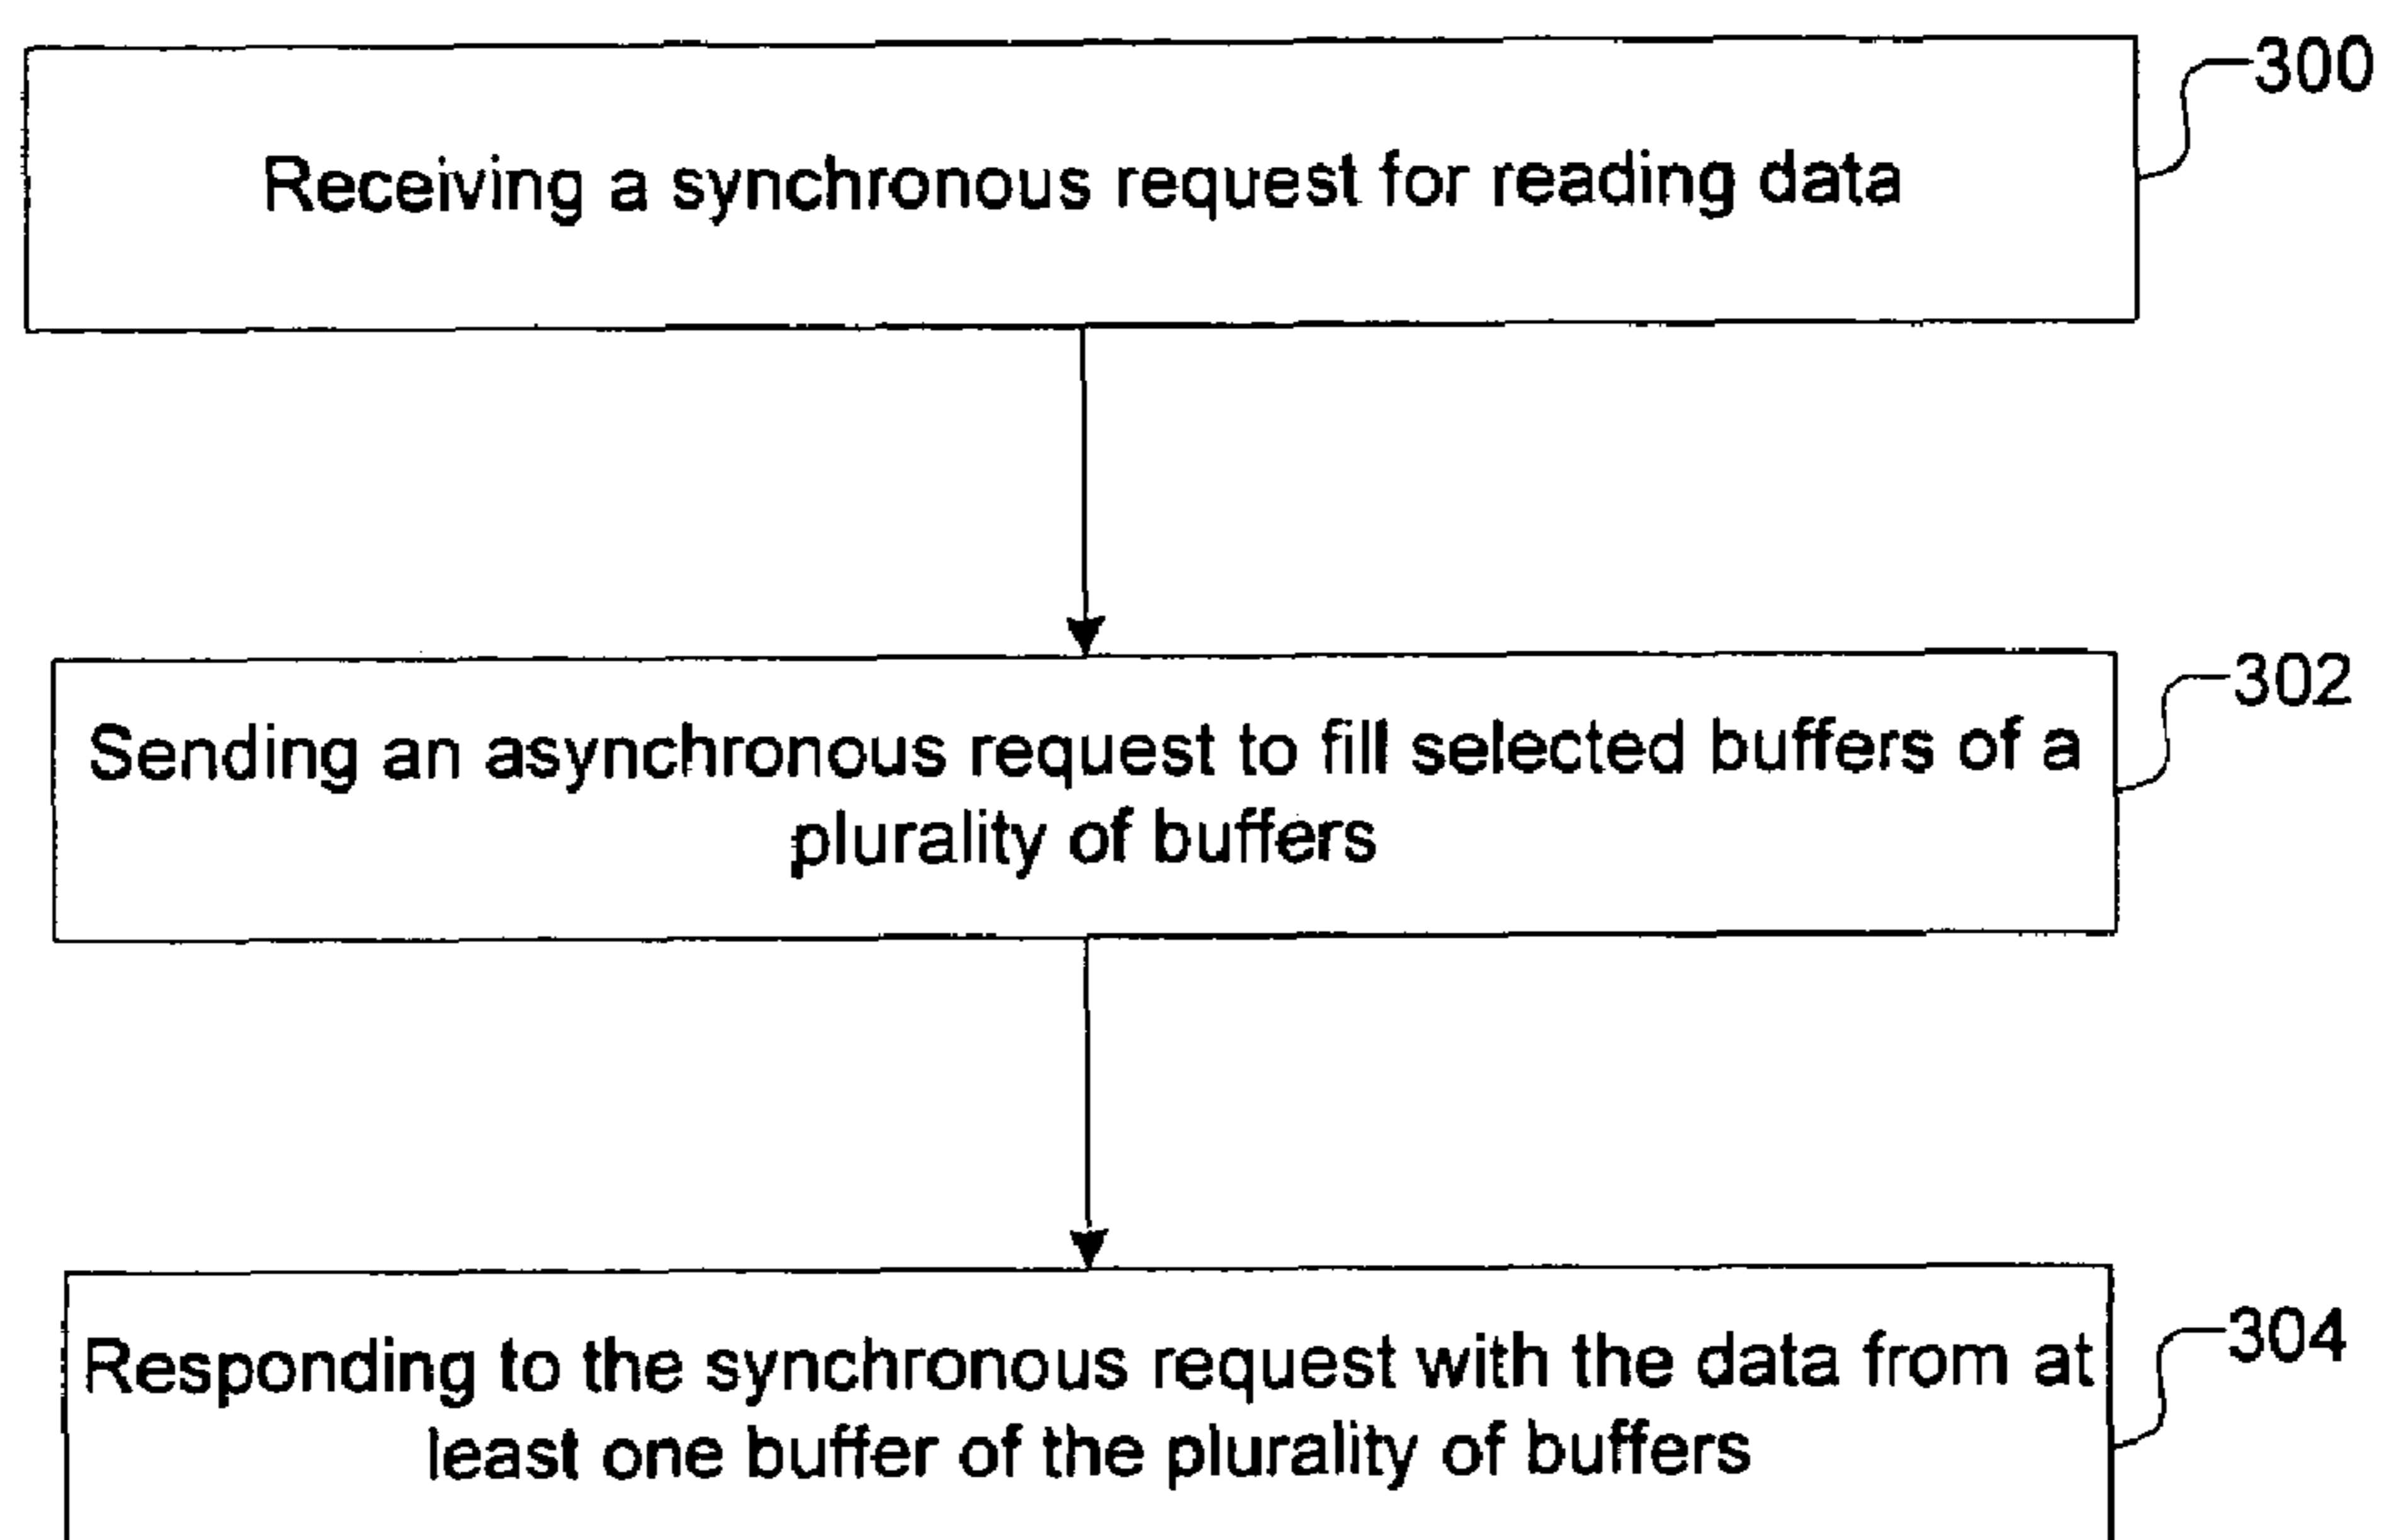 300
Receiving a synchronous request for reading data
302
Sending an asynchronous request to fill selected buffers of a
plurality of buffers
304
Responding to the synchronous request with the data from at
least one buffer of the plurality of buffers